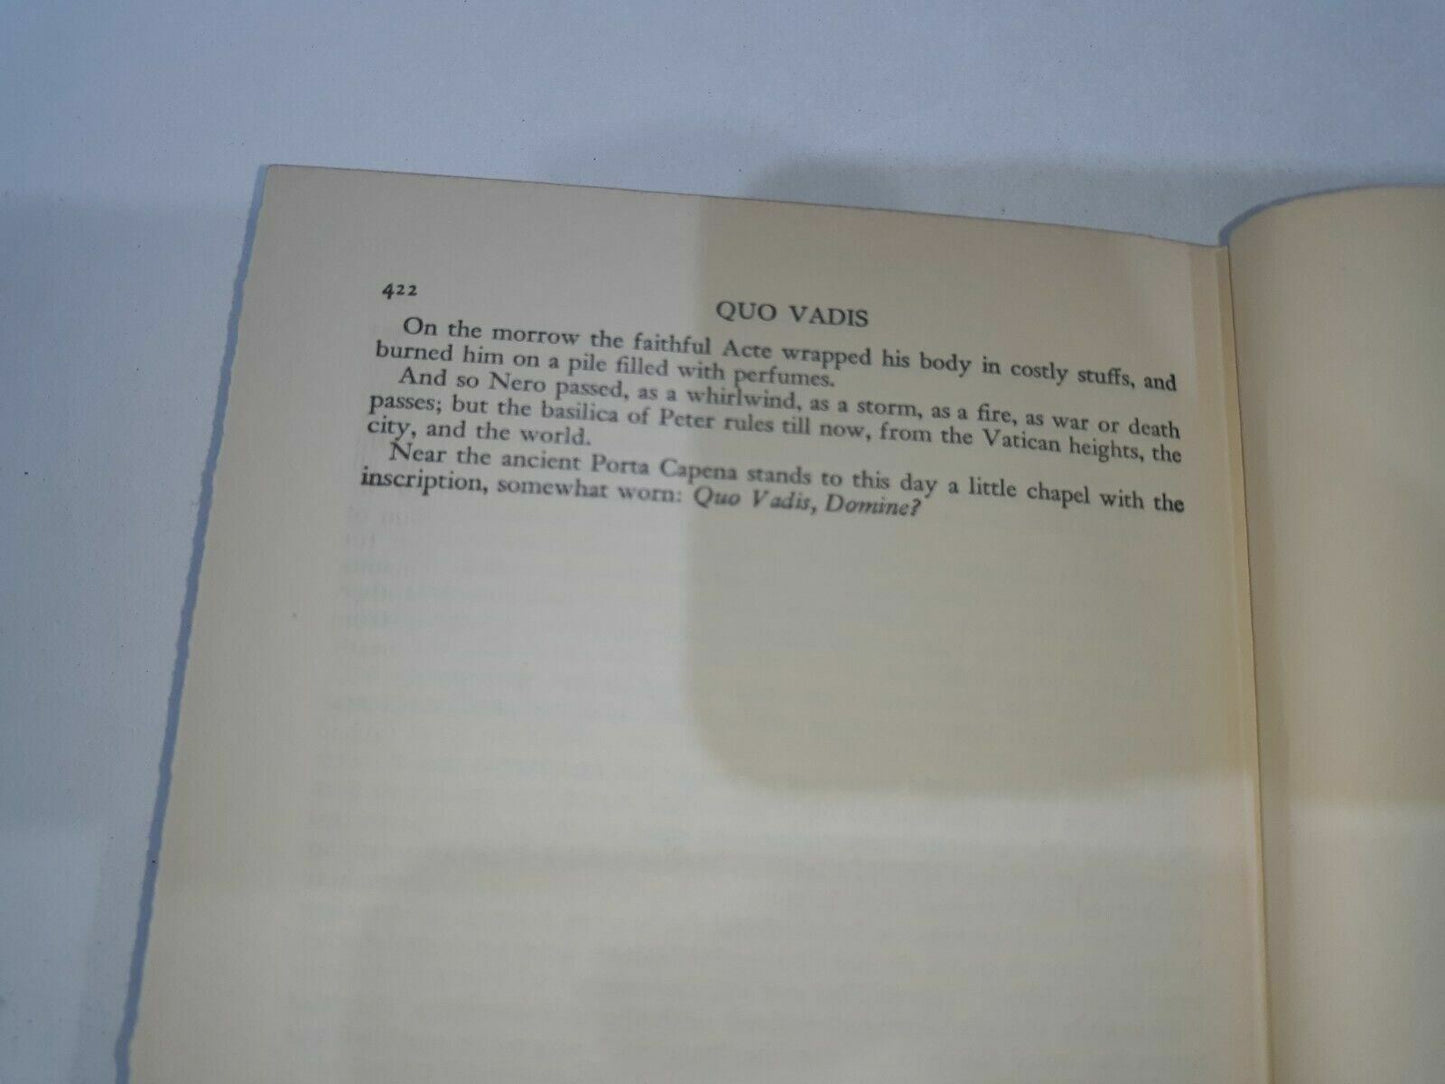 422
QUO VADIS
On the morrow the faithful Acte wrapped his body in costly stuffs, and
burned him on a pile filled with perfumes.
And so Nero passed, as a whirlwind, as a storm, as a fire, as war or death
passes; but the basilica of Peter rules till now, from the Vatican heights, the
city, and the world.
Near the ancient Porta Capena stands to this day a little chapel with the
inscription, somewhat worn: Quo Vadis, Domine?